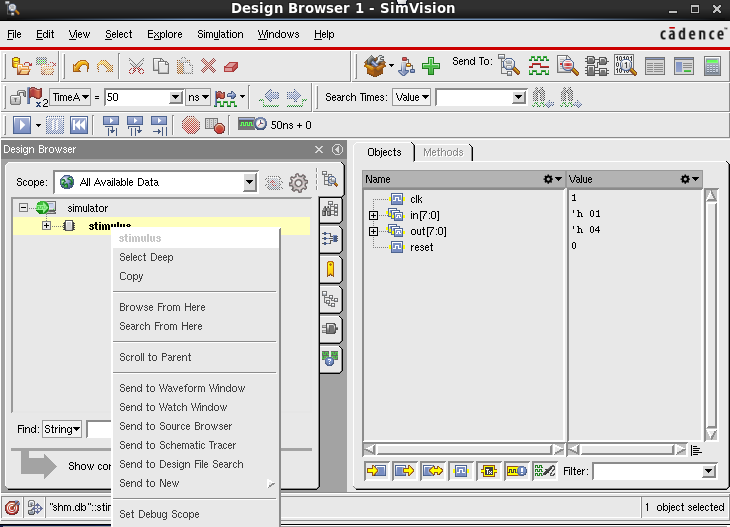 Design Browser 1 - SimVision
File Edit View Select Explore Simulation Windows Help
cādence
Send To:
TimeA = 50 ns
Search Times: Value
50ns + 0
Design Browser
Objects Methods
Scope: All Available Data
Name Value
simulator
stimulus
clk 1
in[7:0] 'h 01
out[7:0] 'h 04
reset 0
stimulus
Select Deep
Copy
Browse From Here
Search From Here
Scroll to Parent
Send to Waveform Window
Send to Watch Window
Send to Source Browser
Send to Schematic Tracer
Send to Design File Search
Send to New
Set Debug Scope
Find: String
Show con
Filter:
"shm.db"::stim
1 object selected